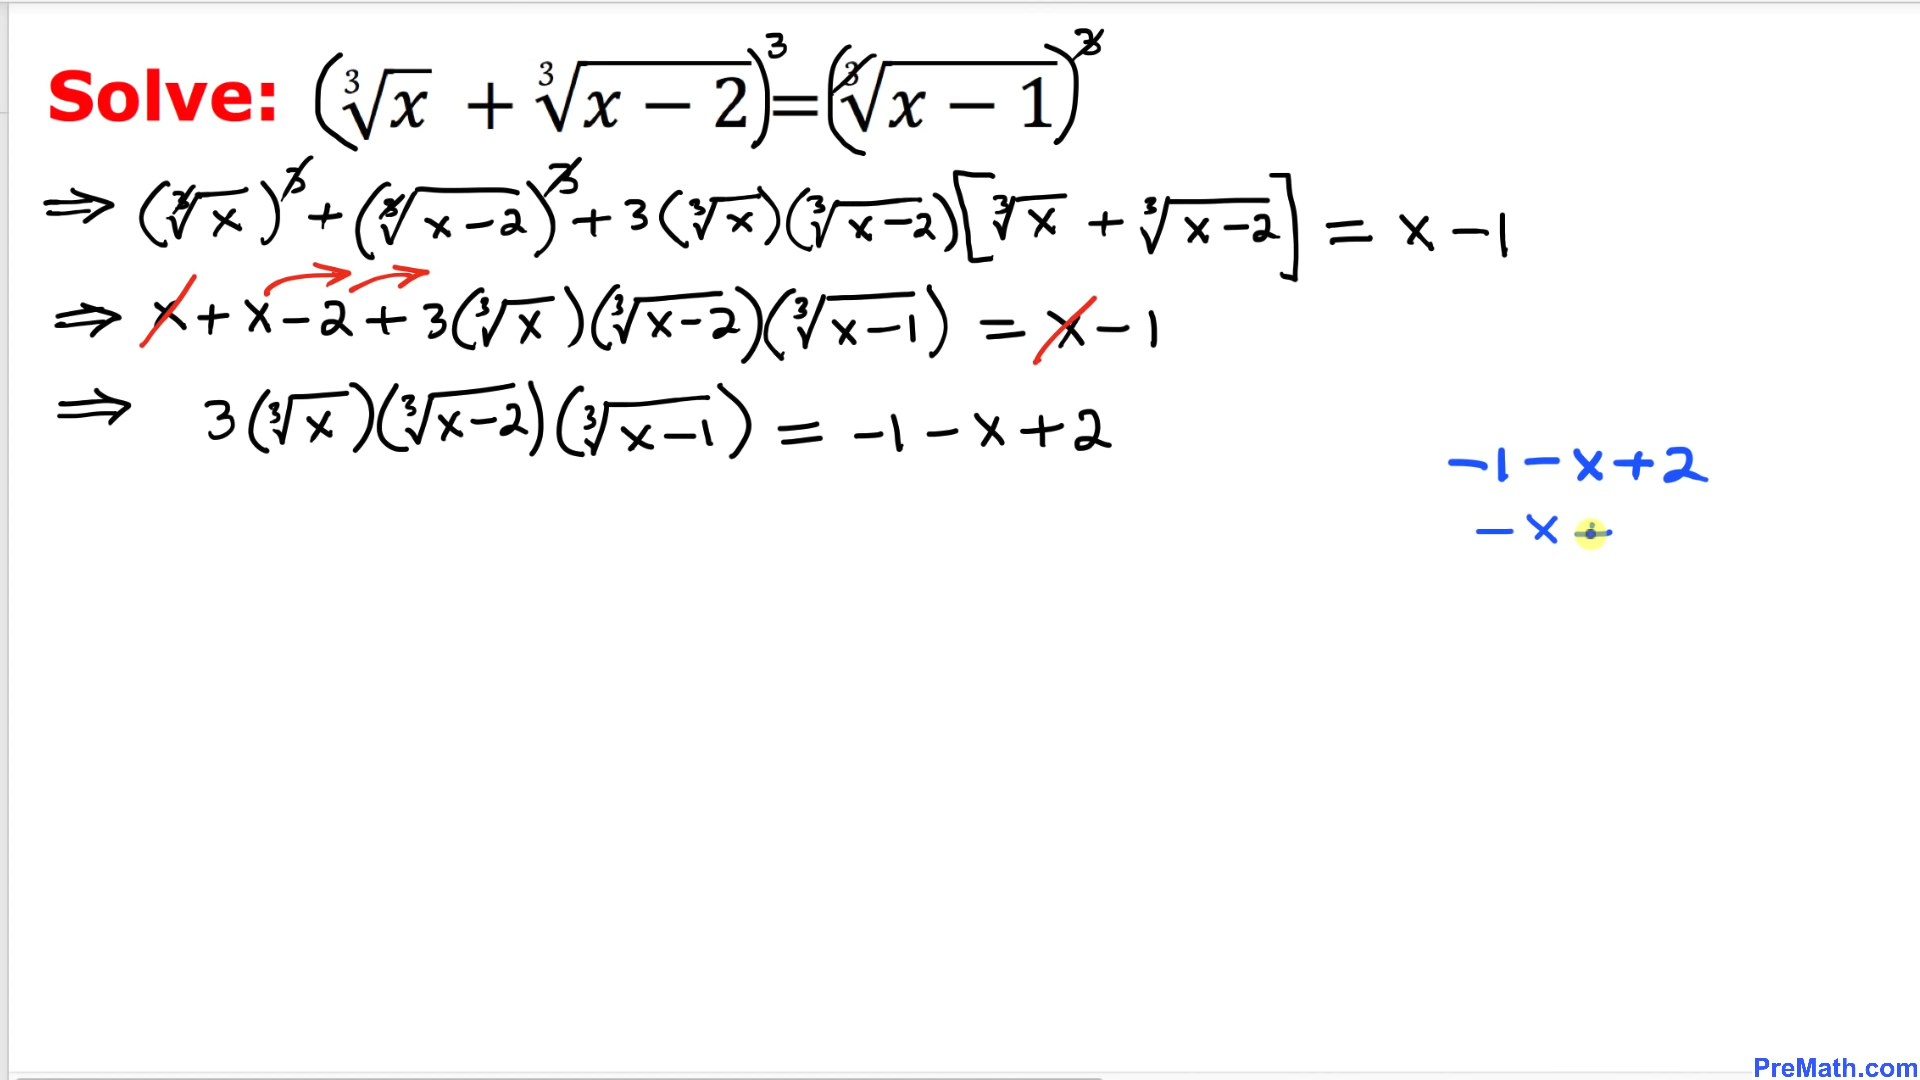 Solve: (∛x + ∛(x − 2))³ = (∛(x − 1))³
⇒ (∛x)³ + (∛(x−2))³ + 3(∛x)(∛(x−2))[∛x + ∛(x−2)] = x − 1
⇒ x + x − 2 + 3(∛x)(∛(x−2))(∛(x−1)) = x − 1
⇒ 3(∛x)(∛(x−2))(∛(x−1)) = −1 − x + 2
−1 − x + 2
− x +
PreMath.com